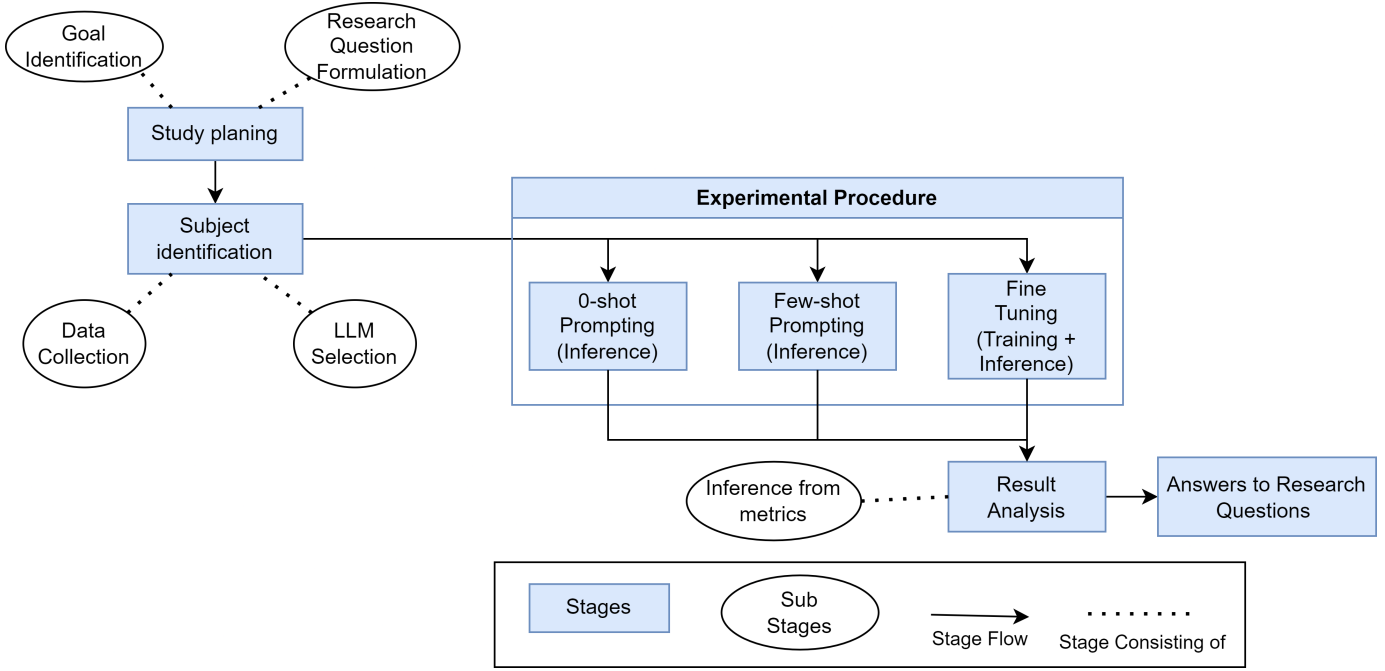 Goal
Identification
Research
Question
Formulation
Study planing
Subject
identification
Data
Collection
LLM
Selection
Experimental Procedure
0-shot
Prompting
(Inference)
Few-shot
Prompting
(Inference)
Fine
Tuning
(Training +
Inference)
Inference from
metrics
Result
Analysis
Answers to Research
Questions
Stages
Sub
Stages
Stage Flow
Stage Consisting of